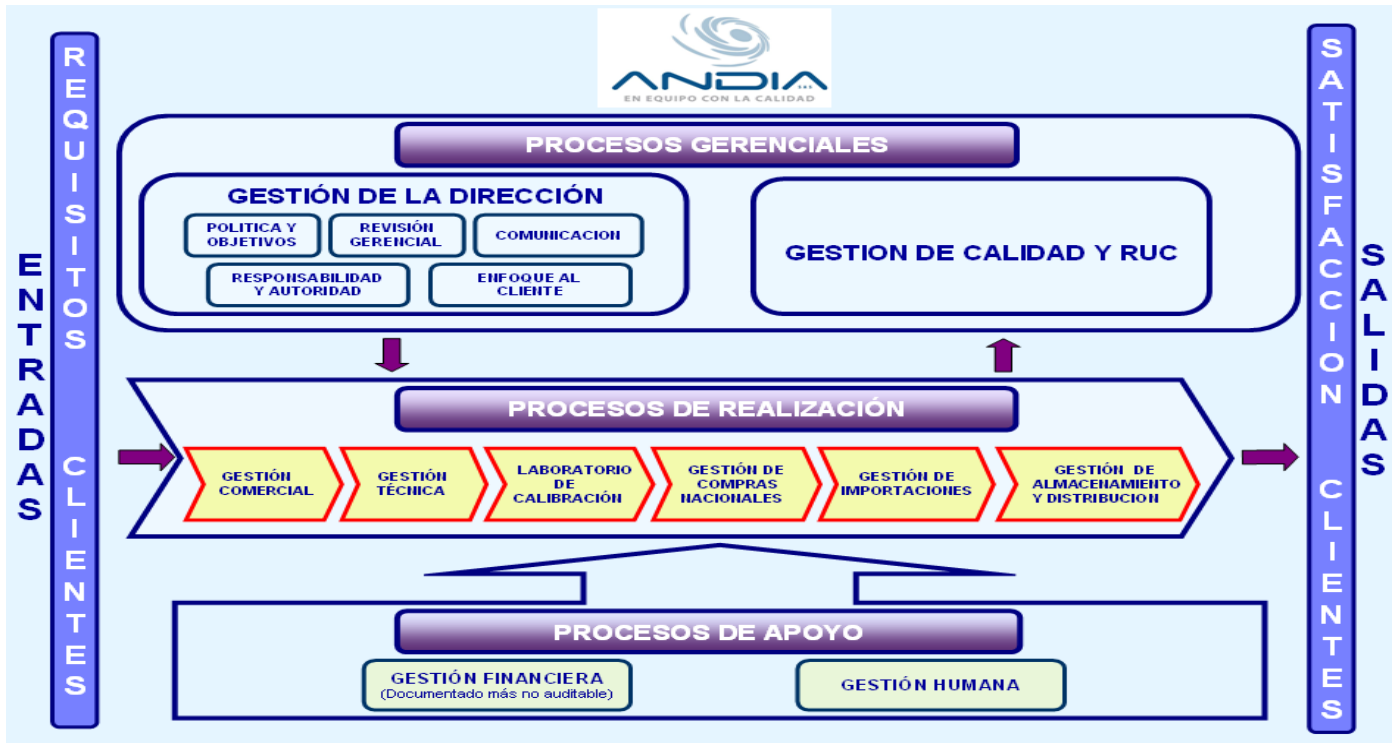 ANDIA
S.A.S
EN EQUIPO CON LA CALIDAD
ENTRADAS
REQUISITOS CLIENTES
PROCESOS GERENCIALES
GESTIÓN DE LA DIRECCIÓN
POLITICA Y
OBJETIVOS
REVISIÓN
GERENCIAL
COMUNICACION
RESPONSABILIDAD
Y AUTORIDAD
ENFOQUE AL
CLIENTE
GESTION DE CALIDAD Y RUC
PROCESOS DE REALIZACIÓN
GESTIÓN
COMERCIAL
GESTIÓN
TÉCNICA
LABORATORIO
DE
CALIBRACIÓN
GESTIÓN DE
COMPRAS
NACIONALES
GESTIÓN DE
IMPORTACIONES
GESTIÓN DE
ALMACENAMIENTO
Y DISTRIBUCION
PROCESOS DE APOYO
GESTIÓN FINANCIERA
(Documentado más no auditable)
GESTIÓN HUMANA
SATISFACCION CLIENTES
SALIDAS